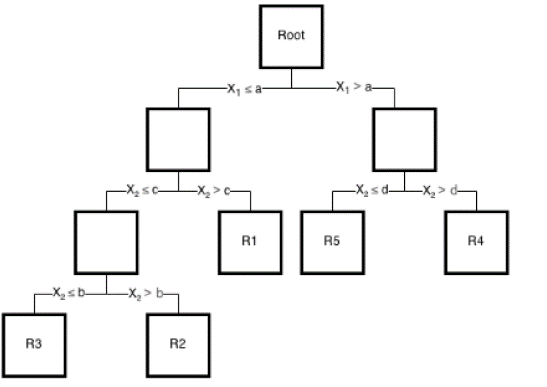 Root
X₁ ≤ a
X₁ > a
X₂ ≤ c
X₂ > c
X₂ ≤ d
X₂ > d
R1
R5
R4
X₂ ≤ b
X₂ > b
R3
R2